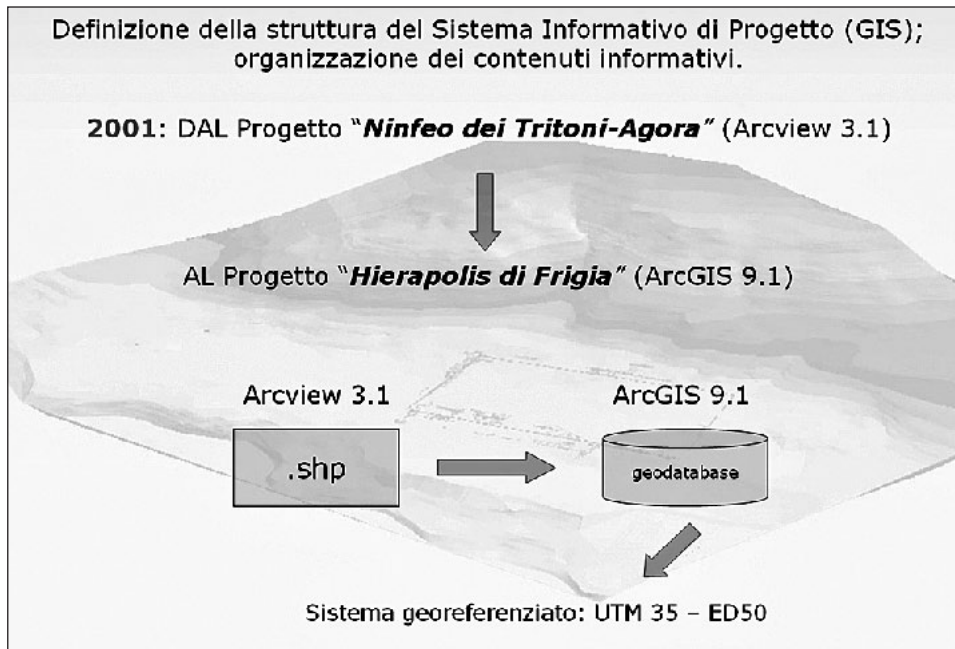 Definizione della struttura del Sistema Informativo di Progetto (GIS);
organizzazione dei contenuti informativi.
2001: DAL Progetto “Ninfeo dei Tritoni-Agora” (Arcview 3.1)
AL Progetto “Hierapolis di Frigia” (ArcGIS 9.1)
Arcview 3.1
ArcGIS 9.1
.shp
geodatabase
Sistema georeferenziato: UTM 35 – ED50